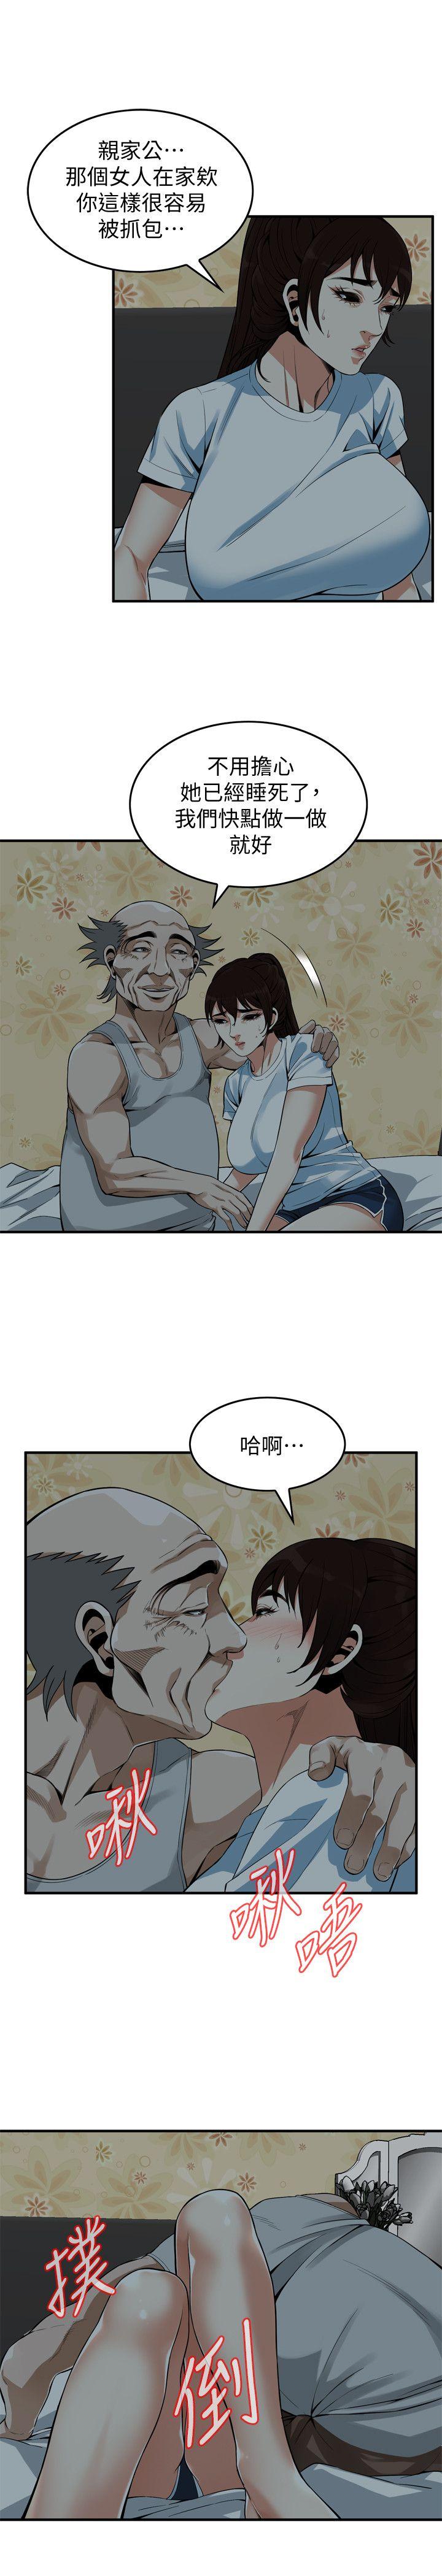 親家公⋯
那個女人在家欸
你這樣很容易
被抓包⋯
不用擔心
她已經睡死了，
我們快點做一做
就好
哈啊⋯
啾
啾
唔
撲
倒